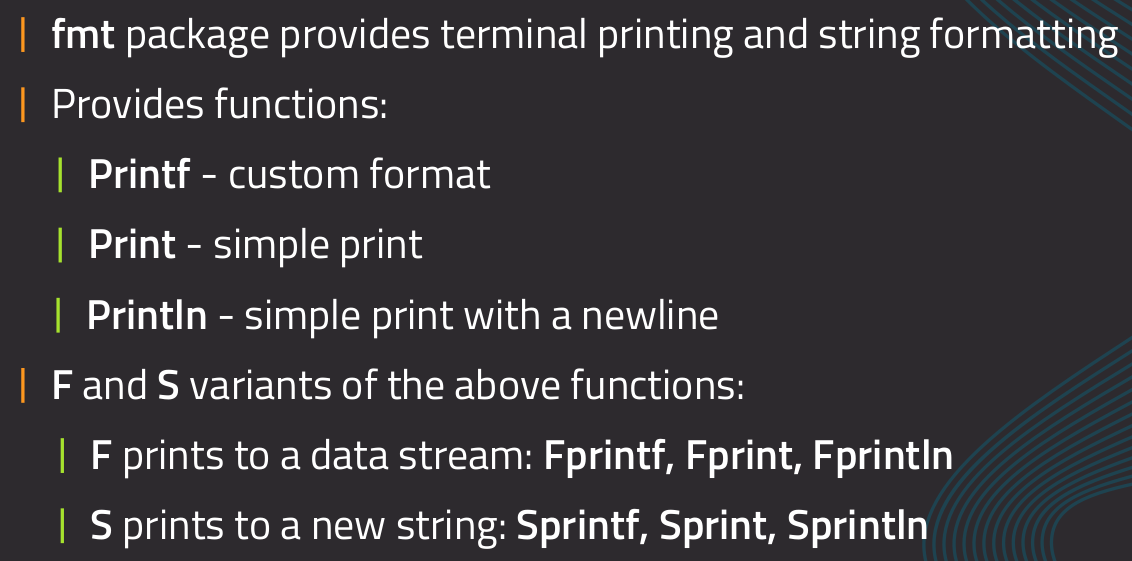 fmt package provides terminal printing and string formatting
Provides functions:
Printf - custom format
Print - simple print
Println - simple print with a newline
F and S variants of the above functions:
F prints to a data stream: Fprintf, Fprint, Fprintln
S prints to a new string: Sprintf, Sprint, Sprintln